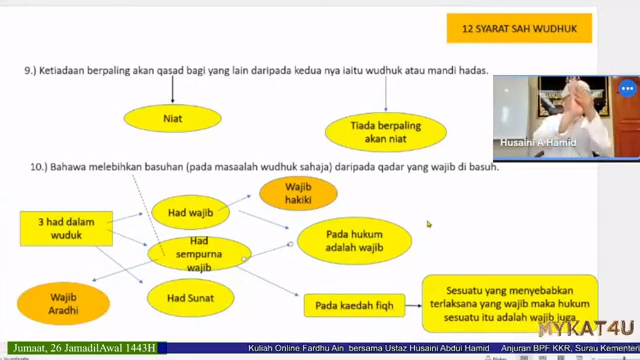 12 SYARAT SAH WUDHUK
9.) Ketiadaan berpaling akan qasad bagi yang lain daripada kedua nya iaitu wudhuk atau mandi hadas.
Niat
Tiada berpaling
akan niat
Husaini A Hamid
10.) Bahawa melebihkan basuhan (pada masaalah wudhuk sahaja) daripada qadar yang wajib di basuh.
Wajib
hakiki
3 had dalam
wuduk
Had wajib
Had
sempurna
wajib
Pada hukum
adalah wajib
Wajib
Aradhi
Had Sunat
Pada kaedah fiqh
Sesuatu yang menyebabkan
terlaksana yang wajib maka hukum
sesuatu itu adalah wajib juga.
MYKAT4U
Jumaat, 26 JamadilAwal 1443H
Kuliah Online Fardhu Ain bersama Ustaz Husaini Abdul Hamid
Anjuran BPF KKR, Surau Kementeri